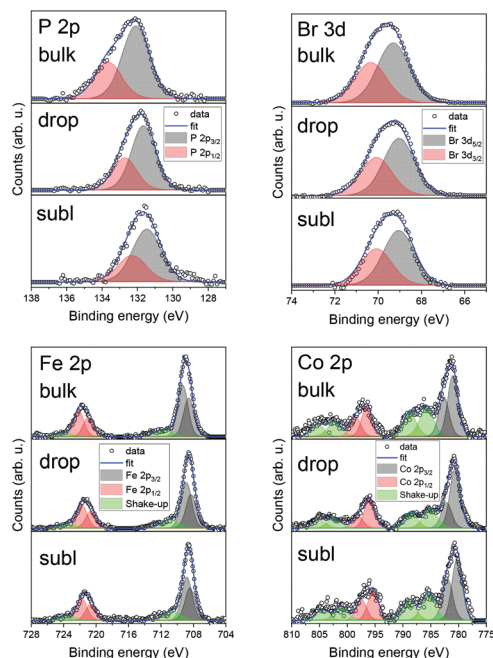 P 2p
bulk
drop
data
fit
P 2p3/2
P 2p1/2
subl
Counts (arb. u.)
138 136 134 132 130 128
Binding energy (eV)
Br 3d
bulk
drop
data
fit
Br 3d5/2
Br 3d3/2
subl
Counts (arb. u.)
74 72 70 68 66
Binding energy (eV)
Fe 2p
bulk
drop
data
fit
Fe 2p3/2
Fe 2p1/2
Shake-up
subl
Counts (arb. u.)
728 724 720 716 712 708 704
Binding energy (eV)
Co 2p
bulk
drop
data
fit
Co 2p3/2
Co 2p1/2
Shake-up
subl
Counts (arb. u.)
810 805 800 795 790 785 780 775
Binding energy (eV)